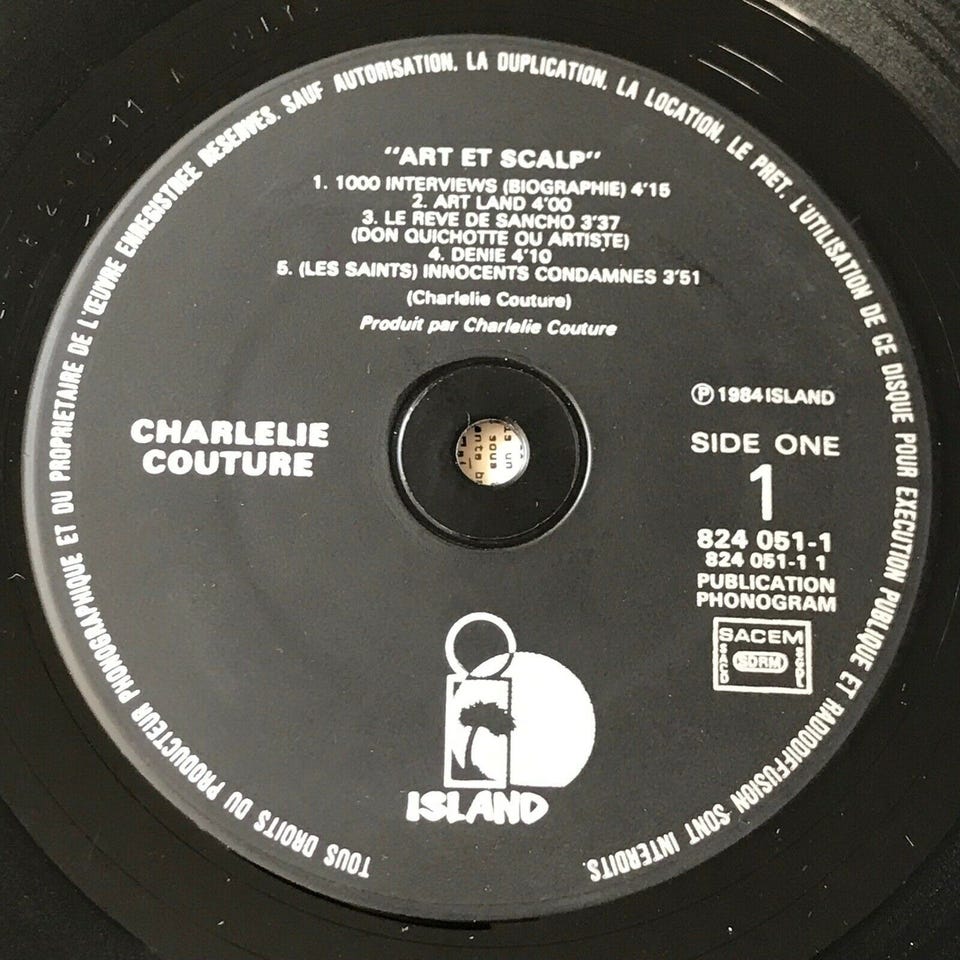 TOUS DROITS DU PRODUCTEUR PHONOGRAPHIQUE ET DU PROPRIETAIRE DE L'ŒUVRE ENREGISTREE RESERVES. SAUF AUTORISATION. LA DUPLICATION. LA LOCATION. LE PRET. L'UTILISATION DE CE DISQUE POUR EXECUTION PUBLIQUE ET RADIODIFFUSION SONT INTERDITS.
"ART ET SCALP"
1. 1000 INTERVIEWS (BIOGRAPHIE) 4'15
2. ART LAND 4'00
3. LE REVE DE SANCHO 3'37
(DON QUICHOTTE OU ARTISTE)
4. DENIE 4'10
5. (LES SAINTS) INNOCENTS CONDAMNES 3'51
(Charlelie Couture)
Produit par Charlelie Couture
CHARLELIE
COUTURE
Ⓟ 1984 ISLAND
SIDE ONE
1
824 051-1
824 051-1 1
PUBLICATION
PHONOGRAM
SACEM
SACD SDRM SGDL
ISLAND